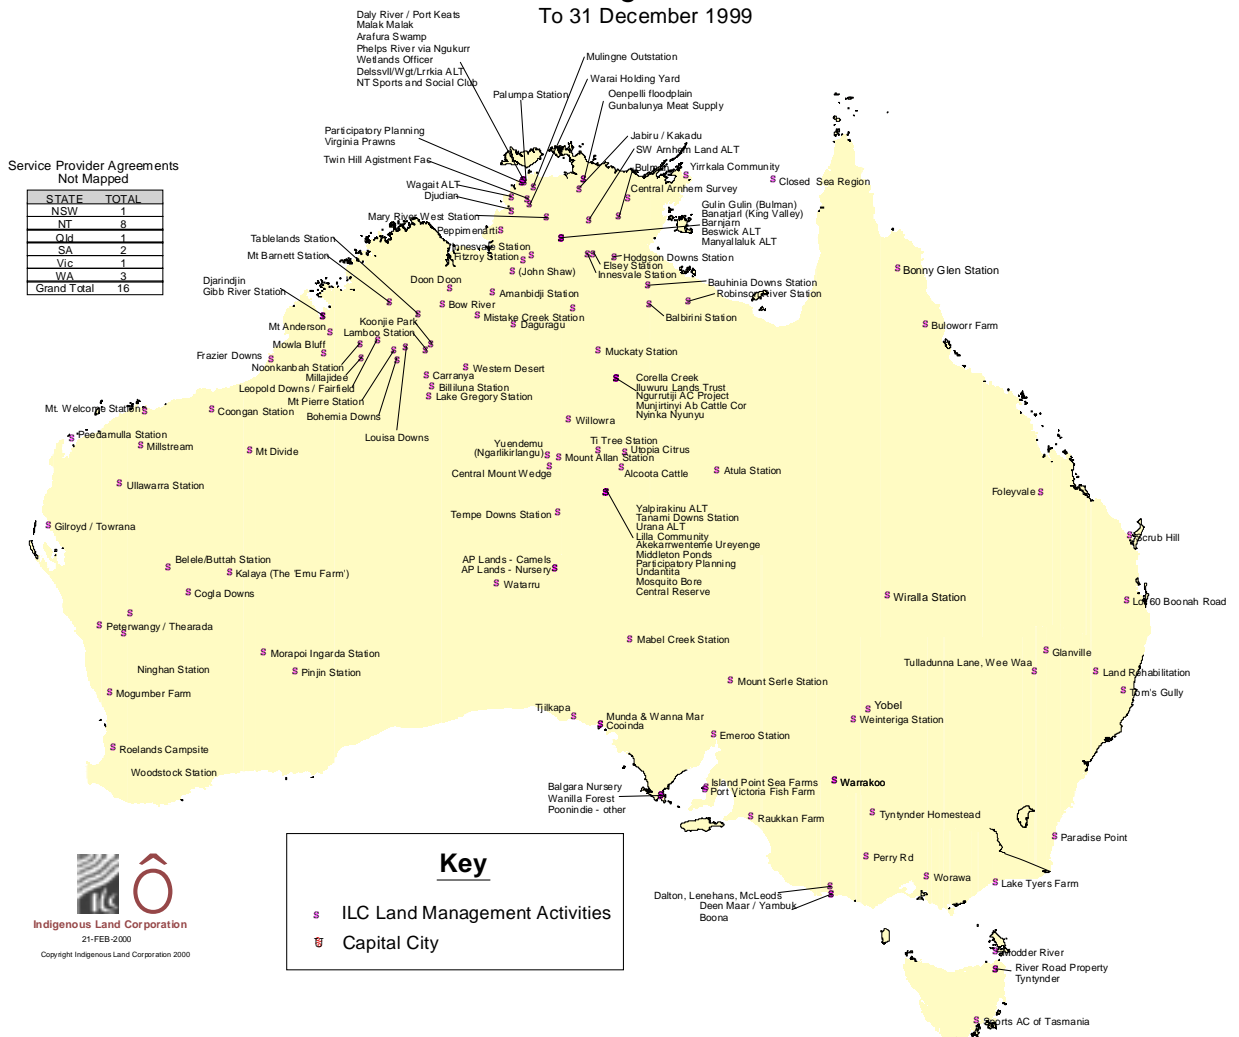 To 31 December 1999
Daly River / Port Keats
Malak Malak
Arafura Swamp
Phelps River via Ngukurr
Wetlands Officer
Delssvll/Wgt/Lrrkia ALT
NT Sports and Social Club
Mulingne Outstation
Warai Holding Yard
Palumpa Station
Oenpelli floodplain
Gunbalunya Meat Supply
Participatory Planning
Virginia Prawns
Twin Hill Agistment Fac
Jabiru / Kakadu
SW Arnhem Land ALT
Bulman
Yirrkala Community
Closed Sea Region
Central Arnhem Survey
Wagait ALT
Djudian
Mary River West Station
Peppimenarti
Gulin Gulin (Bulman)
Banatjarl (King Valley)
Barnjarn
Beswick ALT
Manyallaluk ALT
Service Provider Agreements
Not Mapped
STATE TOTAL
NSW 1
NT 8
Qld 1
SA 2
Vic 1
WA 3
Grand Total 16
Tablelands Station
Mt Barnett Station
Innesvale Station
Fitzroy Station
(John Shaw)
Hodgson Downs Station
Elsey Station
Innesvale Station
Bonny Glen Station
Djarindjin
Gibb River Station
Doon Doon
Amanbidji Station
Bauhinia Downs Station
Robinson River Station
Bow River
Balbirini Station
Mistake Creek Station
Daguragu
Buloworr Farm
Mt Anderson
Koonjie Park
Lamboo Station
Mowla Bluff
Frazier Downs
Noonkanbah Station
Millajidee
Leopold Downs / Fairfield
Mt Pierre Station
Bohemia Downs
Louisa Downs
Muckaty Station
Western Desert
Carranya
Billiluna Station
Lake Gregory Station
Corella Creek
Iluwuru Lands Trust
Ngurrutiji AC Project
Munjirtinyi Ab Cattle Cor
Nyinka Nyunyu
Mt. Welcome Station
Coongan Station
Willowra
Peedamulla Station
Millstream
Mt Divide
Yuendemu
(Ngarlikirlangu)
Ti Tree Station
Utopia Citrus
Mount Allan Station
Central Mount Wedge
Alcoota Cattle
Atula Station
Ullawarra Station
Foleyvale
Tempe Downs Station
Yalpirakinu ALT
Tanami Downs Station
Urana ALT
Lilla Community
Akekarrwenteme Ureyenge
Middleton Ponds
Participatory Planning
Undantita
Mosquito Bore
Central Reserve
Gilroyd / Towrana
Scrub Hill
Belele/Buttah Station
Kalaya (The 'Emu Farm')
AP Lands - Camels
AP Lands - Nursery
Watarru
Cogla Downs
Wiralla Station
Lot 60 Boonah Road
Peterwangy / Thearada
Mabel Creek Station
Morapoi Ingarda Station
Glanville
Ninghan Station
Pinjin Station
Tulladunna Lane, Wee Waa
Land Rehabilitation
Mount Serle Station
Mogumber Farm
Tom's Gully
Tjilkapa
Munda & Wanna Mar
Cooinda
Yobel
Weinteriga Station
Emeroo Station
Roelands Campsite
Woodstock Station
Balgara Nursery
Wanilla Forest
Poonindie - other
Island Point Sea Farms
Port Victoria Fish Farm
Warrakoo
Raukkan Farm
Tyntynder Homestead
Paradise Point
Perry Rd
Worawa
Lake Tyers Farm
Dalton, Lenehans, McLeods
Deen Maar / Yambuk
Boona
Key
ILC Land Management Activities
Capital City
ILC
Indigenous Land Corporation
21-FEB-2000
Copyright Indigenous Land Corporation 2000
Modder River
River Road Property
Tyntynder
Sports AC of Tasmania